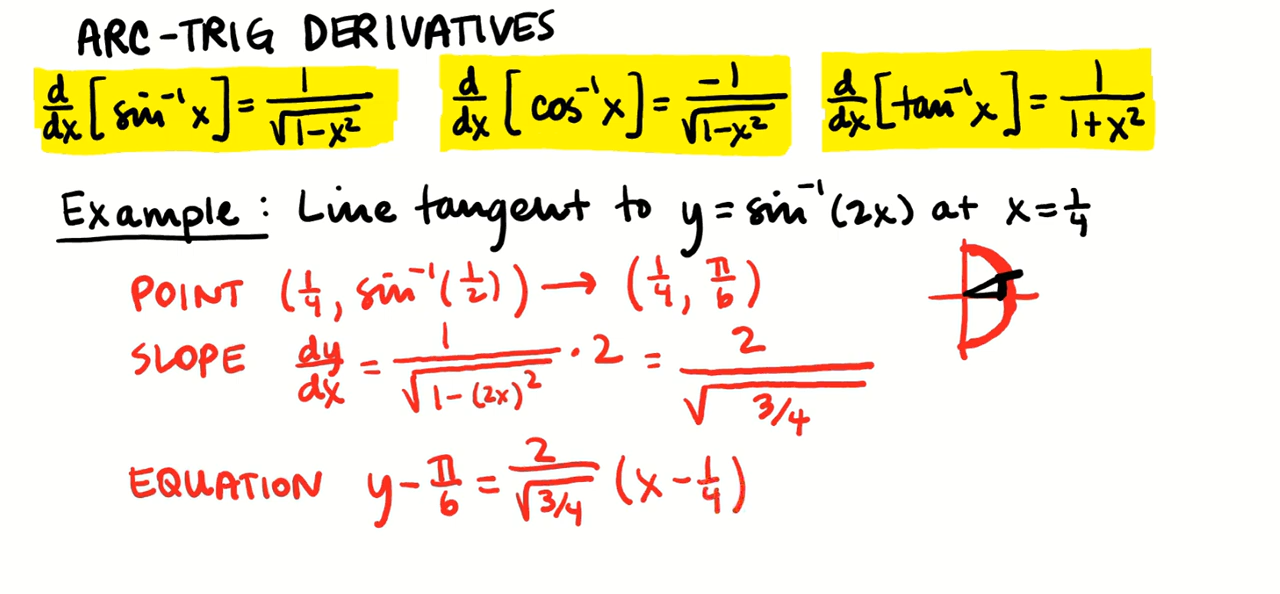 ARC-TRIG DERIVATIVES
d/dx [sin⁻¹x] = 1/√(1-x²) d/dx [cos⁻¹x] = -1/√(1-x²) d/dx [tan⁻¹x] = 1/(1+x²)
Example: Line tangent to y = sin⁻¹(2x) at x = 1/4
POINT (1/4, sin⁻¹(1/2)) → (1/4, π/6)
SLOPE dy/dx = 1/√(1-(2x)²) · 2 = 2/√(3/4)
EQUATION y - π/6 = 2/√(3/4) (x - 1/4)